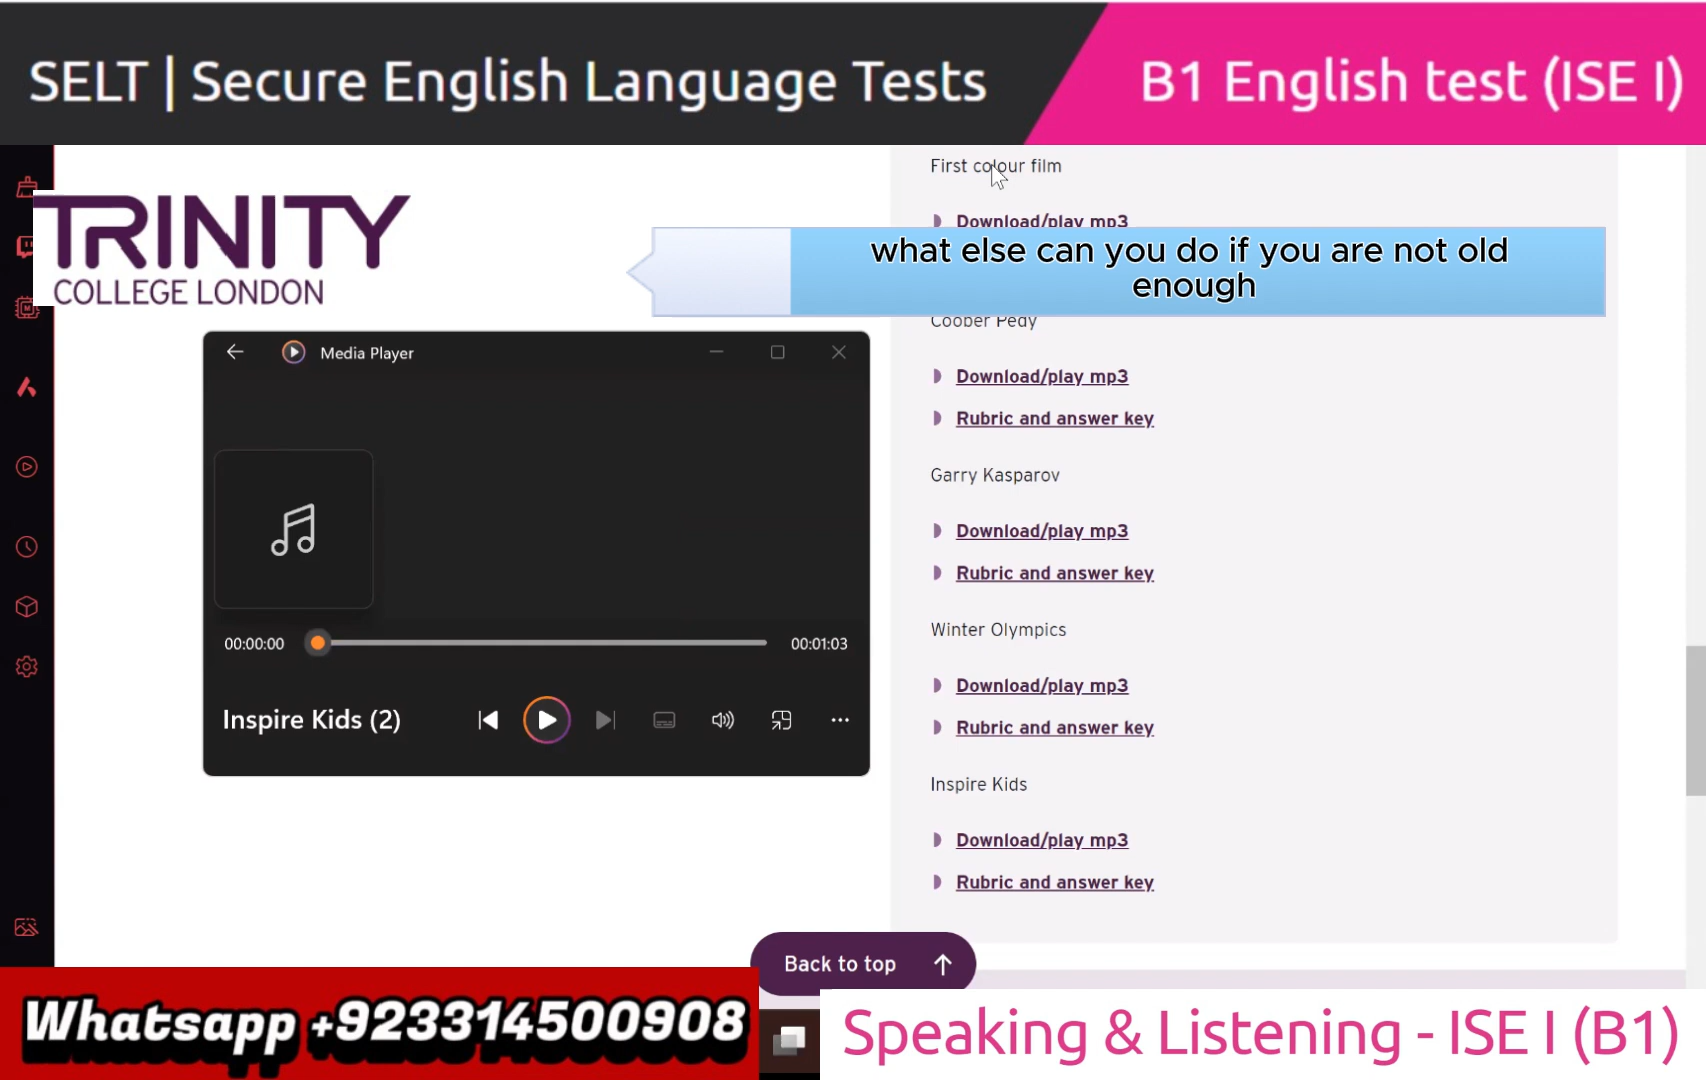 SELT | Secure English Language Tests
B1 English test (ISE I)
TRINITY
COLLEGE LONDON
First colour film
Download/play mp3
what else can you do if you are not old
enough
Coober Pedy
Download/play mp3
Rubric and answer key
Garry Kasparov
Download/play mp3
Rubric and answer key
Winter Olympics
Download/play mp3
Rubric and answer key
Inspire Kids
Download/play mp3
Rubric and answer key
Media Player
00:00:00
00:01:03
Inspire Kids (2)
Back to top
Whatsapp +923314500908
Speaking & Listening - ISE I (B1)